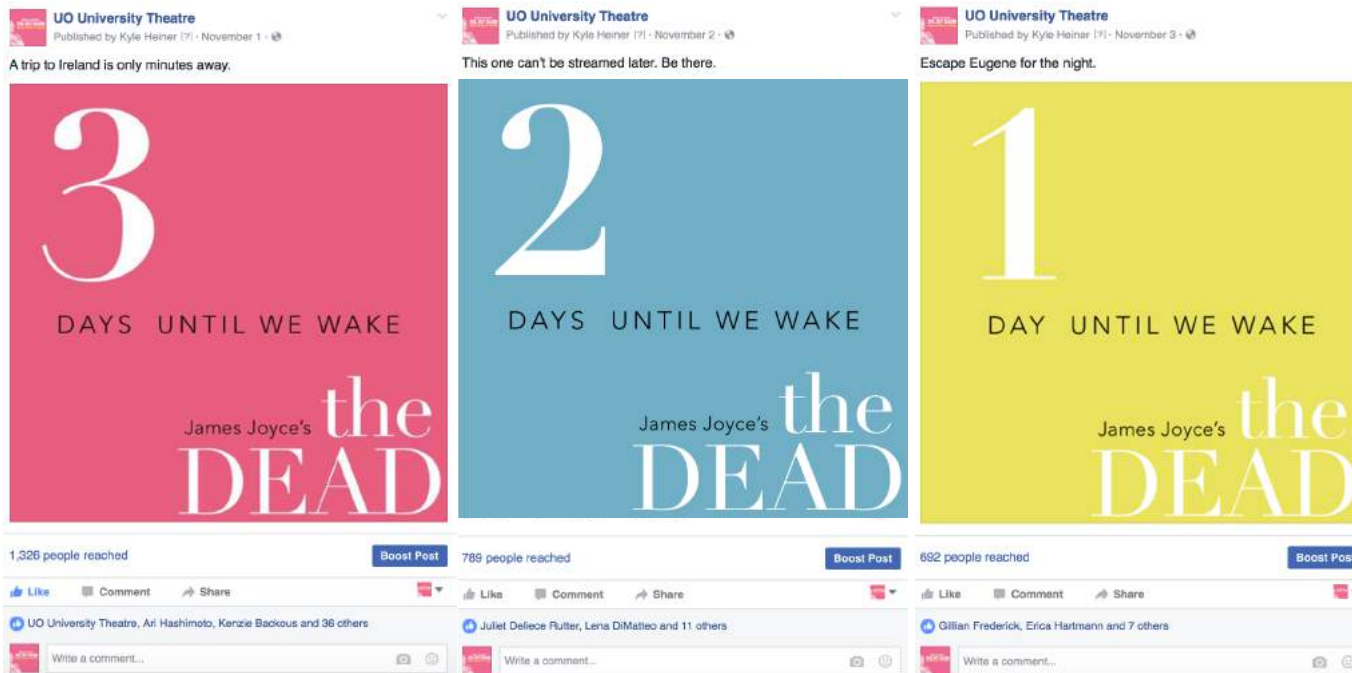 UO University Theatre
Published by Kyle Heiner [?] · November 1 ·
A trip to Ireland is only minutes away.
3
DAYS UNTIL WE WAKE
James Joyce's the
DEAD
1,326 people reached
Boost Post
Like Comment Share
UO University Theatre, Ari Hashimoto, Kenzie Backous and 36 others
Write a comment...
UO University Theatre
Published by Kyle Heiner [?] · November 2 ·
This one can't be streamed later. Be there.
2
DAYS UNTIL WE WAKE
James Joyce's the
DEAD
789 people reached
Boost Post
Like Comment Share
Juliet Deliece Rutter, Lena DiMatteo and 11 others
Write a comment...
UO University Theatre
Published by Kyle Heiner [?] · November 3 ·
Escape Eugene for the night.
1
DAY UNTIL WE WAKE
James Joyce's the
DEAD
692 people reached
Boost Post
Like Comment Share
Gillian Frederick, Erica Hartmann and 7 others
Write a comment...